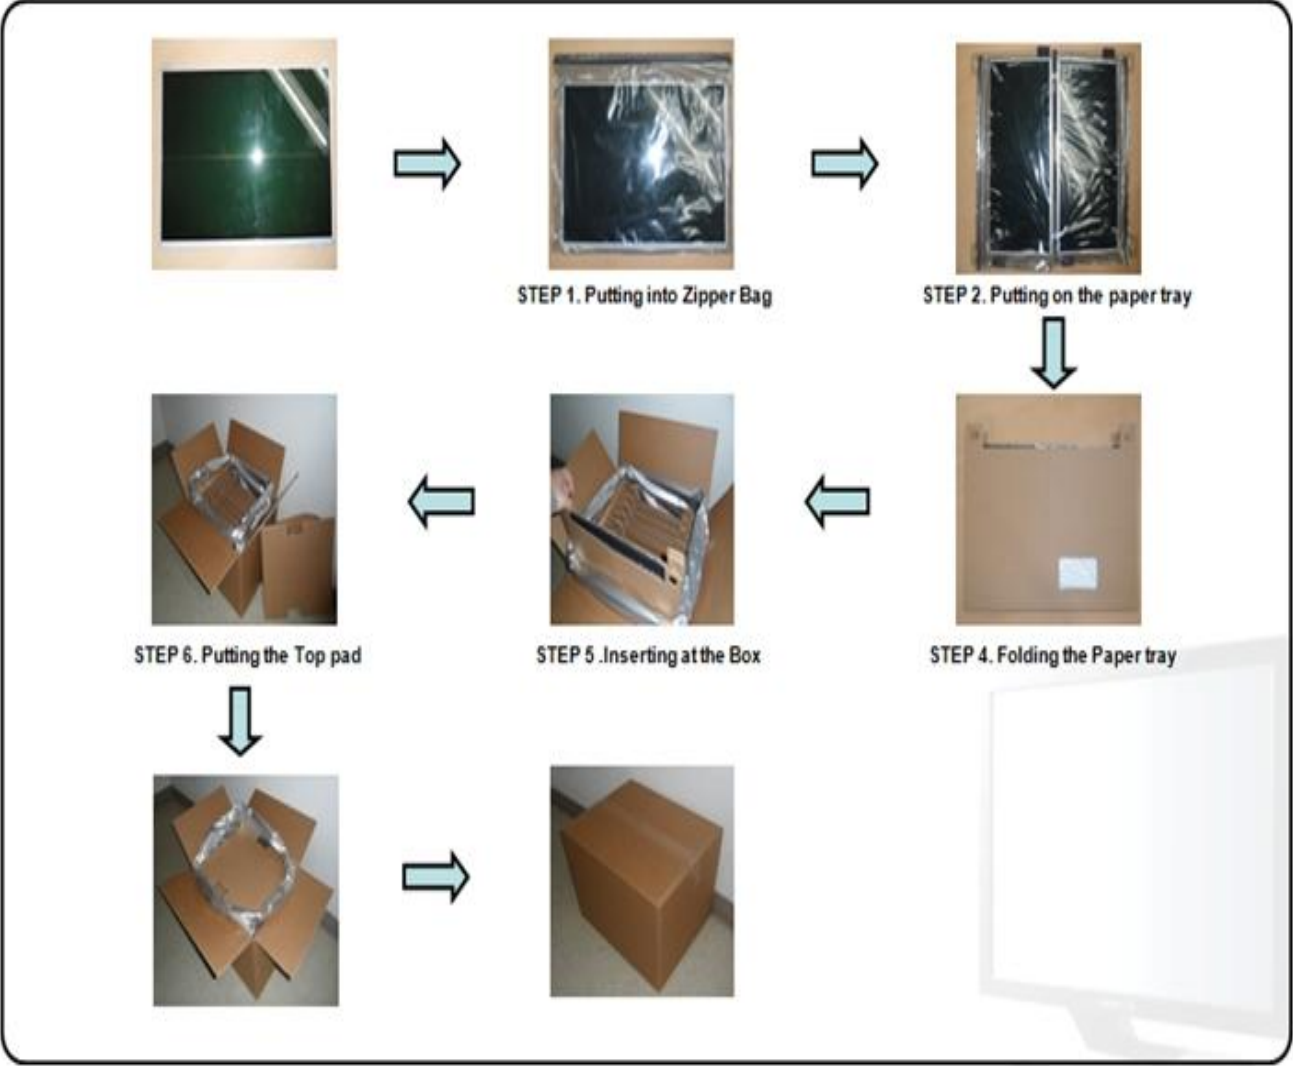 STEP 1. Putting into Zipper Bag
STEP 2. Putting on the paper tray
STEP 6. Putting the Top pad
STEP 5 .Inserting at the Box
STEP 4. Folding the Paper tray